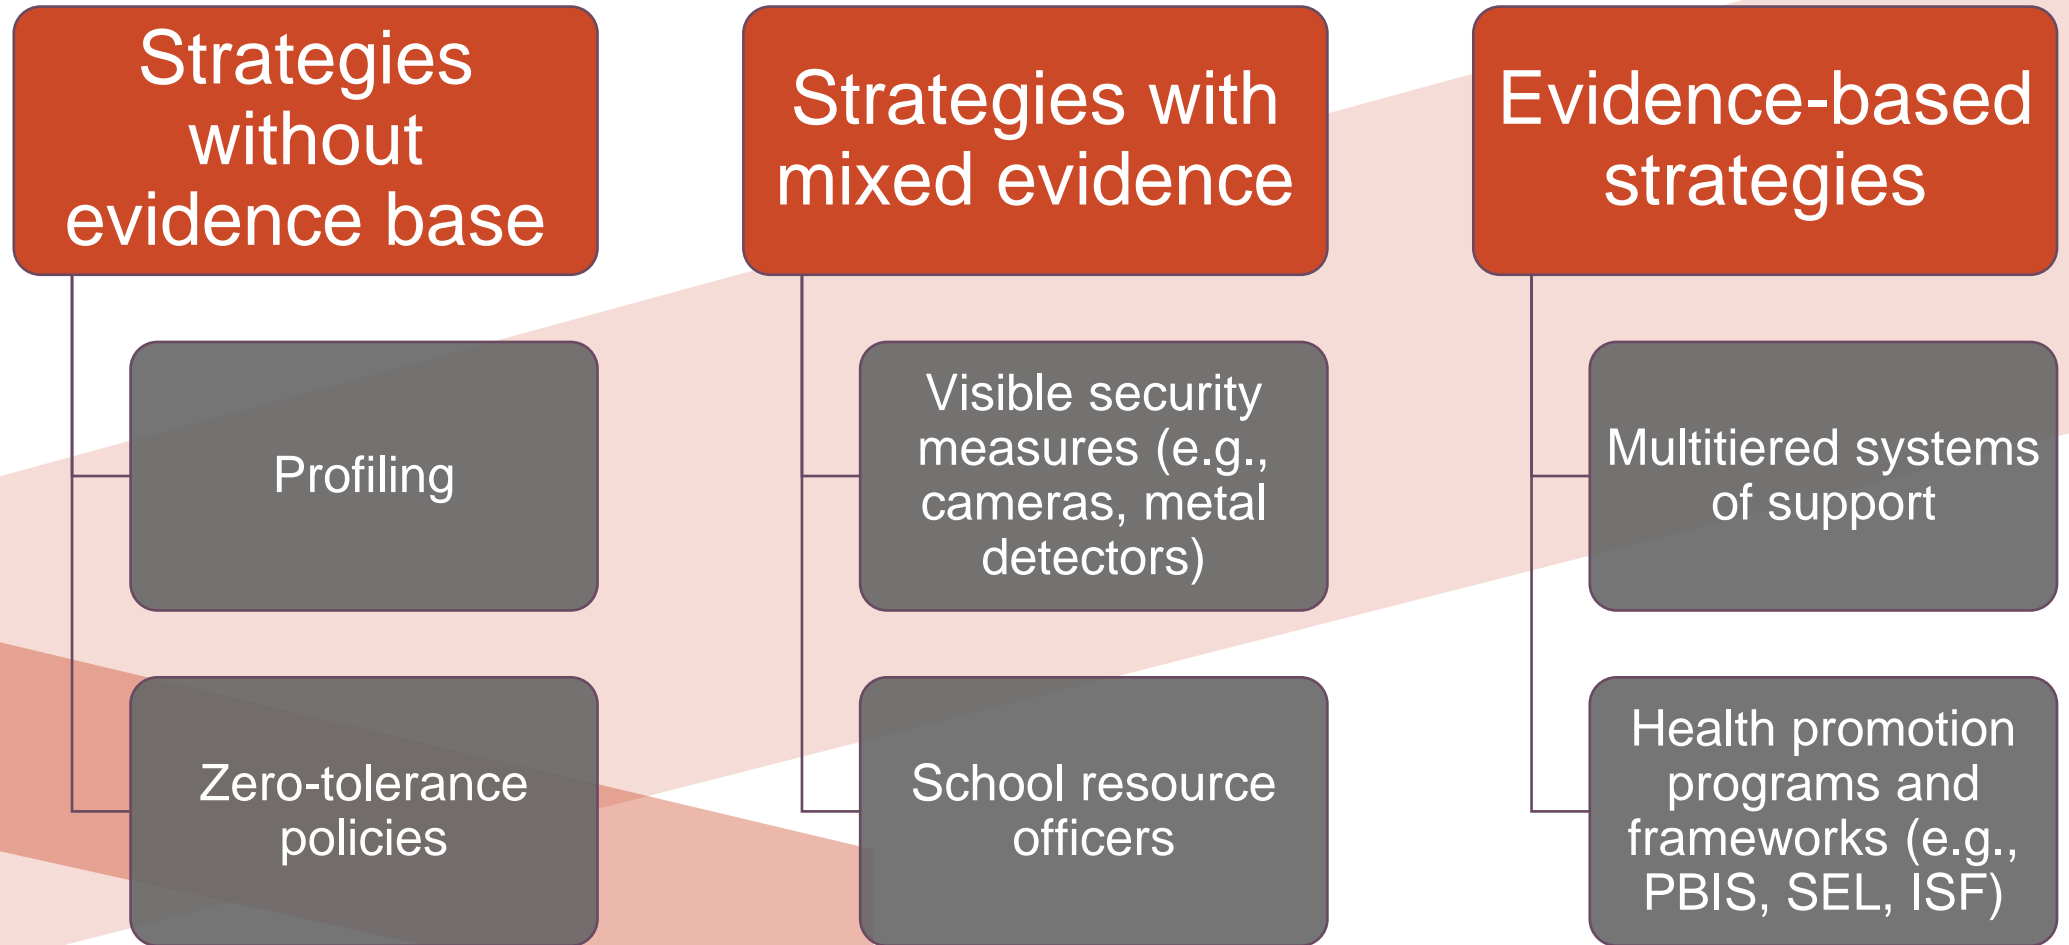 Strategies
without
evidence base
Profiling
Zero-tolerance
policies
Strategies with
mixed evidence
Visible security
measures (e.g.,
cameras, metal
detectors)
School resource
officers
Evidence-based
strategies
Multitiered systems
of support
Health promotion
programs and
frameworks (e.g.,
PBIS, SEL, ISF)